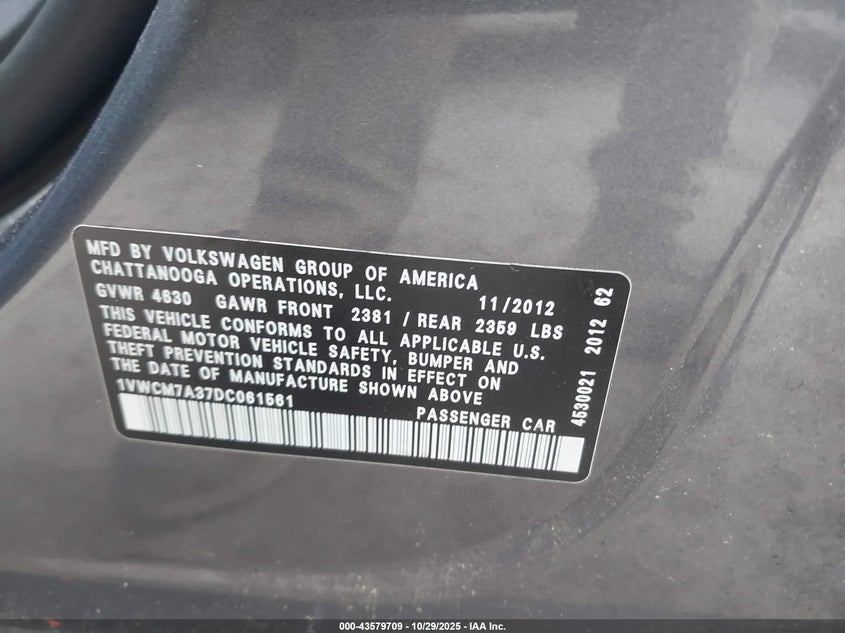 MFD BY VOLKSWAGEN GROUP OF AMERICA
CHATTANOOGA OPERATIONS, LLC.
11/2012
GVWR 4630 GAWR FRONT 2381 / REAR 2359 LBS
THIS VEHICLE CONFORMS TO ALL APPLICABLE U.S.
FEDERAL MOTOR VEHICLE SAFETY, BUMPER AND
THEFT PREVENTION STANDARDS IN EFFECT ON
THE DATE OF MANUFACTURE SHOWN ABOVE
1VWCM7A37DC061561
PASSENGER CAR
4530021 2012 62
000-43579709 - 10/29/2025 - IAA Inc.